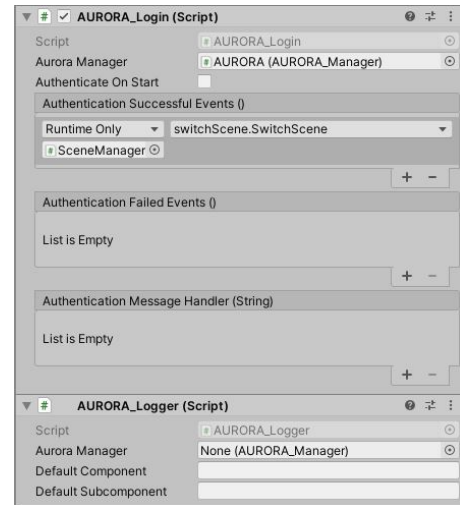 AURORA_Login (Script)
Script AURORA_Login
Aurora Manager AURORA (AURORA_Manager)
Authenticate On Start
Authentication Successful Events ()
Runtime Only switchScene.SwitchScene
SceneManager
Authentication Failed Events ()
List is Empty
Authentication Message Handler (String)
List is Empty
AURORA_Logger (Script)
Script AURORA_Logger
Aurora Manager None (AURORA_Manager)
Default Component
Default Subcomponent